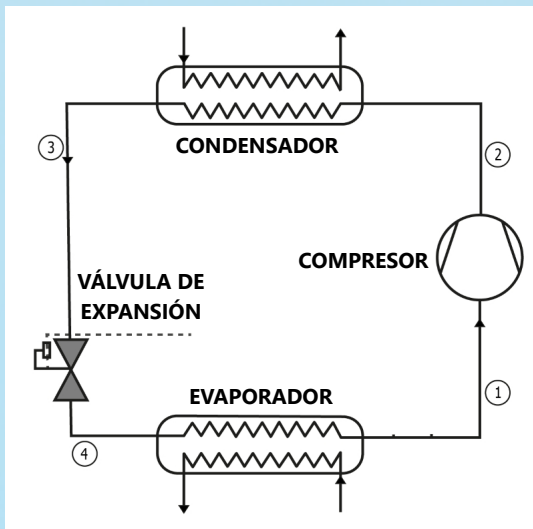 CONDENSADOR
3
2
COMPRESOR
VÁLVULA DE
EXPANSIÓN
EVAPORADOR
1
4